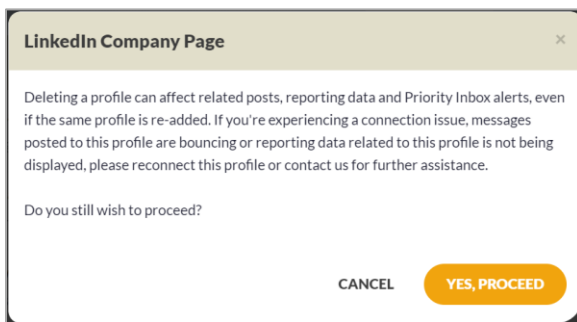 LinkedIn Company Page
×
Deleting a profile can affect related posts, reporting data and Priority Inbox alerts, even
if the same profile is re-added. If you're experiencing a connection issue, messages
posted to this profile are bouncing or reporting data related to this profile is not being
displayed, please reconnect this profile or contact us for further assistance.
Do you still wish to proceed?
CANCEL YES, PROCEED